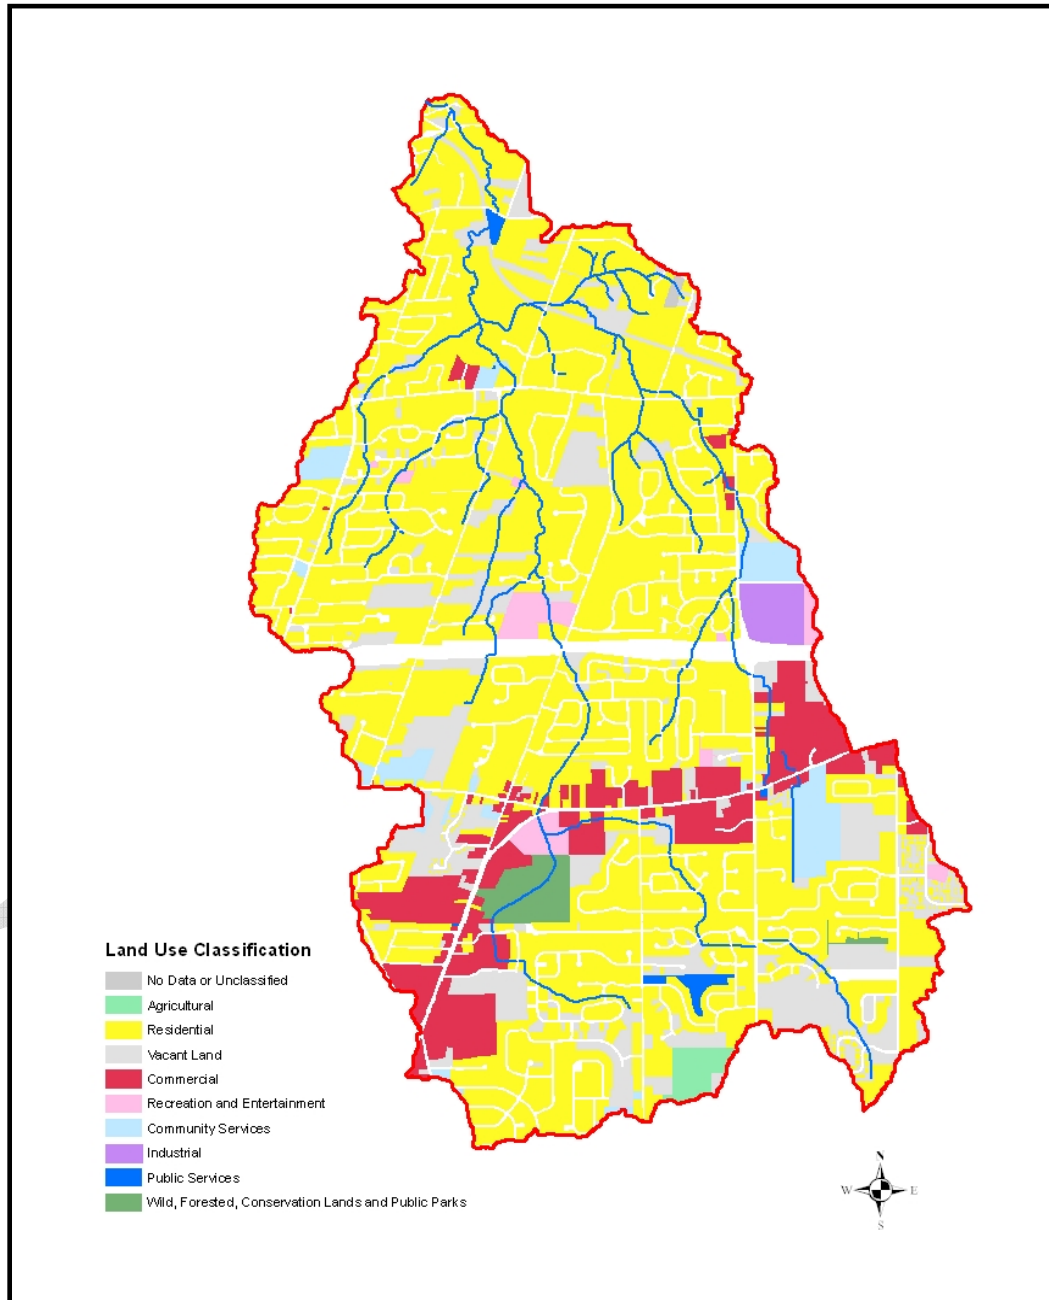 Land Use Classification
No Data or Unclassified
Agricultural
Residential
Vacant Land
Commercial
Recreation and Entertainment
Community Services
Industrial
Public Services
Wild, Forested, Conservation Lands and Public Parks
N
W E
S